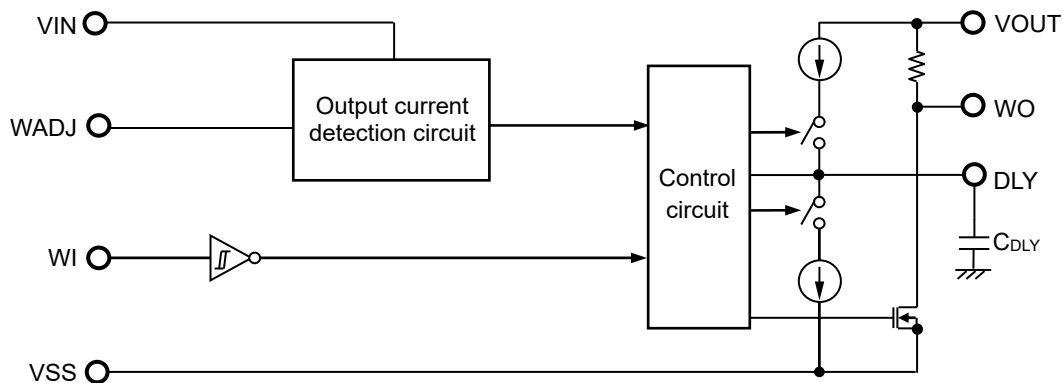 VIN
VOUT
Output current
detection circuit
WO
WADJ
Control
circuit
DLY
WI
CDLY
VSS